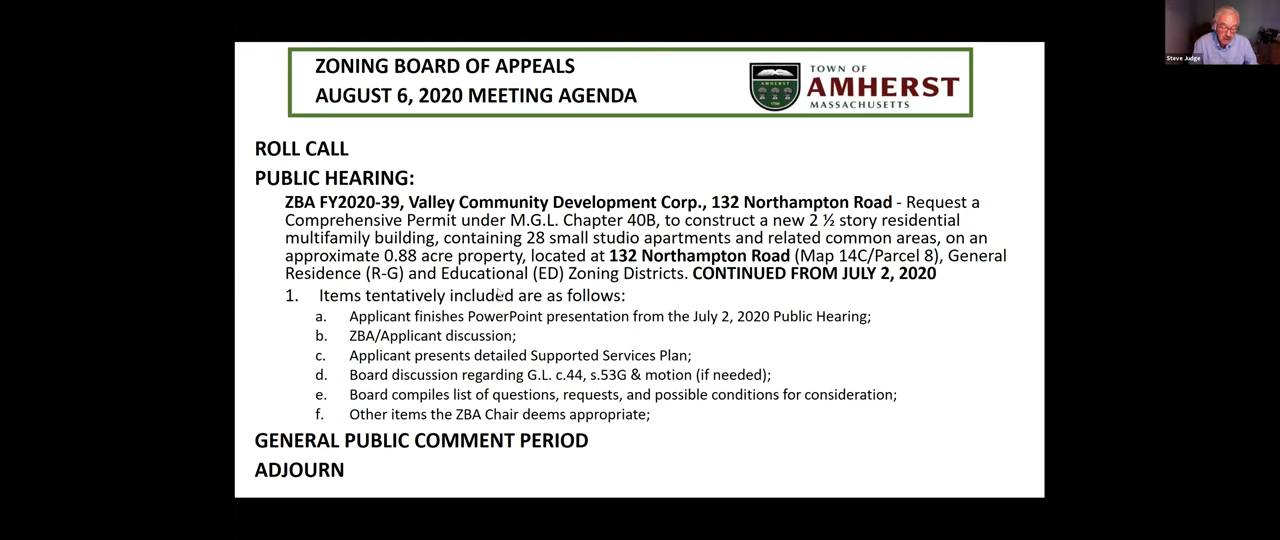 ZONING BOARD OF APPEALS
AUGUST 6, 2020 MEETING AGENDA
TOWN OF
AMHERST
MASSACHUSETTS
AMHERST
Steve Judge
ROLL CALL
PUBLIC HEARING:
ZBA FY2020-39, Valley Community Development Corp., 132 Northampton Road - Request a
Comprehensive Permit under M.G.L. Chapter 40B, to construct a new 2 ½ story residential
multifamily building, containing 28 small studio apartments and related common areas, on an
approximate 0.88 acre property, located at 132 Northampton Road (Map 14C/Parcel 8), General
Residence (R-G) and Educational (ED) Zoning Districts. CONTINUED FROM JULY 2, 2020
1. Items tentatively included are as follows:
a. Applicant finishes PowerPoint presentation from the July 2, 2020 Public Hearing;
b. ZBA/Applicant discussion;
c. Applicant presents detailed Supported Services Plan;
d. Board discussion regarding G.L. c.44, s.53G & motion (if needed);
e. Board compiles list of questions, requests, and possible conditions for consideration;
f. Other items the ZBA Chair deems appropriate;
GENERAL PUBLIC COMMENT PERIOD
ADJOURN